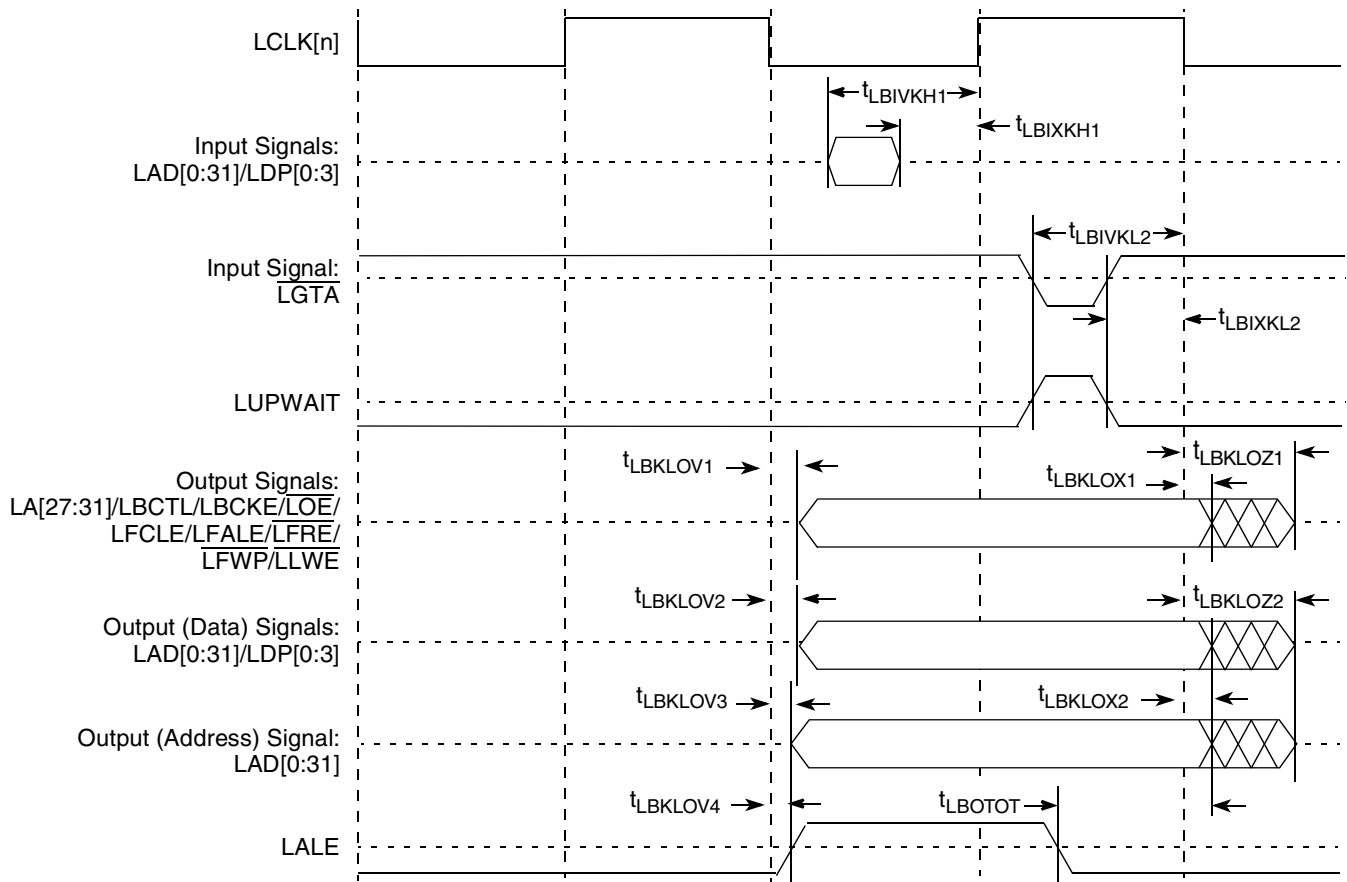 LCLK[n]
tLBIVKH1
tLBIXKH1
Input Signals:
LAD[0:31]/LDP[0:3]
tLBIVKL2
Input Signal:
LGTA
tLBIXKL2
LUPWAIT
tLBKLOV1
tLBKLOX1
tLBKLOZ1
Output Signals:
LA[27:31]/LBCTL/LBCKE/LOE/
LFCLE/LFALE/LFRE/
LFWP/LLWE
tLBKLOV2
tLBKLOZ2
Output (Data) Signals:
LAD[0:31]/LDP[0:3]
tLBKLOV3
tLBKLOX2
Output (Address) Signal:
LAD[0:31]
tLBKLOV4
tLBOTOT
LALE